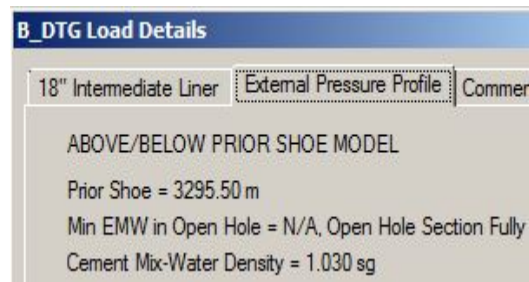 B_DTG Load Details
18" Intermediate Liner External Pressure Profile Commen
ABOVE/BELOW PRIOR SHOE MODEL
Prior Shoe = 3295.50 m
Min EMW in Open Hole = N/A, Open Hole Section Fully
Cement Mix-Water Density = 1.030 sg